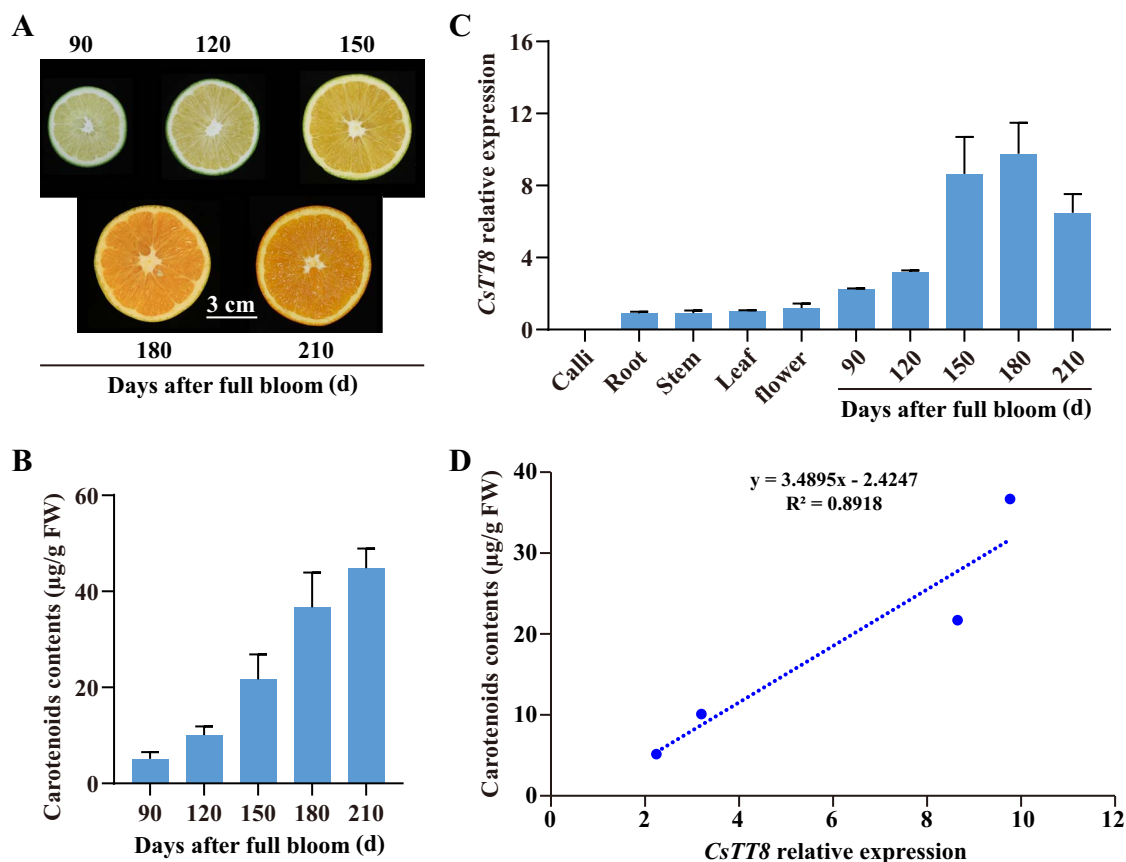 A
90 120 150
3 cm
180 210
Days after full bloom (d)
B
Carotenoids contents (μg/g FW)
60
40
20
0
90 120 150 180 210
Days after full bloom (d)
C
CsTT8 relative expression
16
12
8
4
0
Calli Root Stem Leaf flower 90 120 150 180 210
Days after full bloom (d)
D
Carotenoids contents (μg/g FW)
y = 3.4895x - 2.4247
R² = 0.8918
40
30
20
10
0
0 2 4 6 8 10 12
CsTT8 relative expression